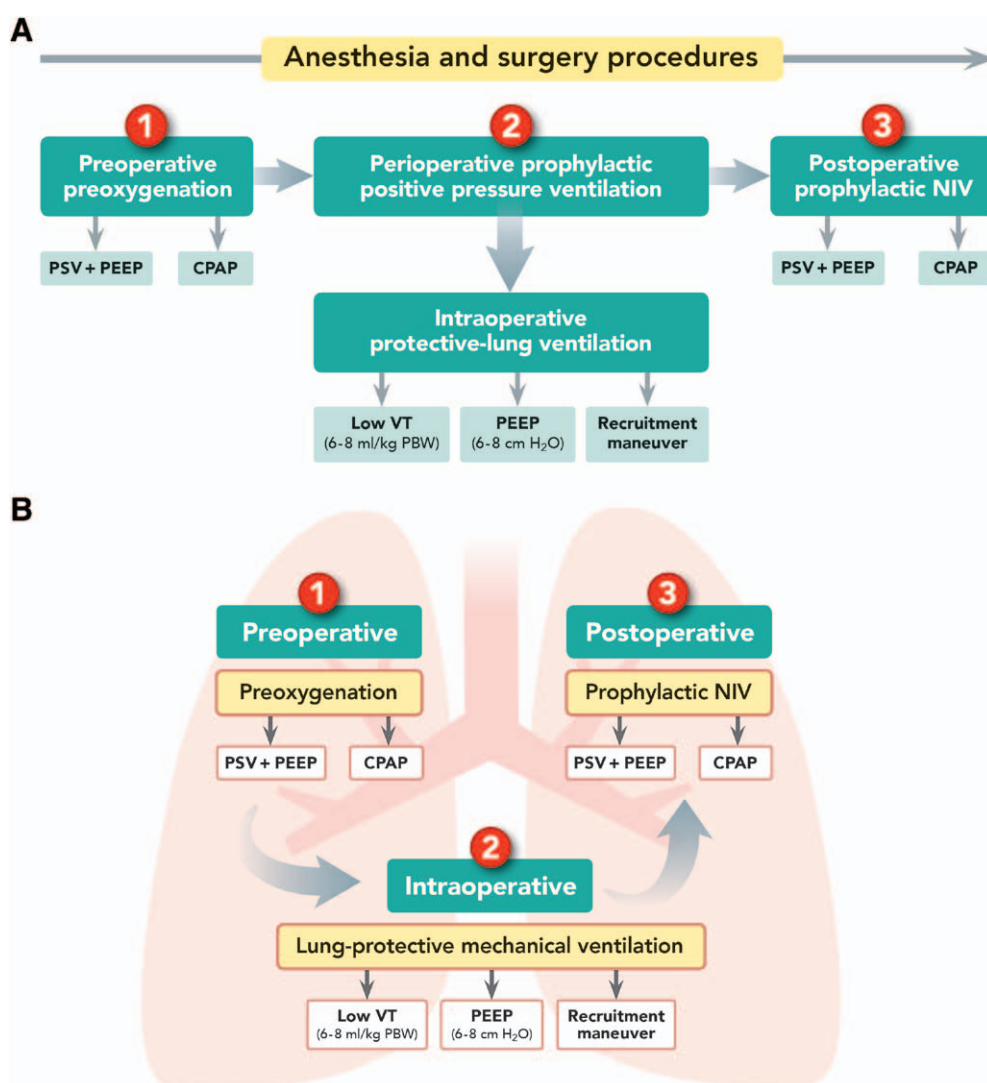 A
Anesthesia and surgery procedures
1
2
3
Preoperative
preoxygenation
Perioperative prophylactic
positive pressure ventilation
Postoperative
prophylactic NIV
PSV + PEEP
CPAP
PSV + PEEP
CPAP
Intraoperative
protective-lung ventilation
Low VT
(6-8 ml/kg PBW)
PEEP
(6-8 cm H₂O)
Recruitment
maneuver
B
1
Preoperative
Preoxygenation
PSV + PEEP
CPAP
3
Postoperative
Prophylactic NIV
PSV + PEEP
CPAP
2
Intraoperative
Lung-protective mechanical ventilation
Low VT
(6-8 ml/kg PBW)
PEEP
(6-8 cm H₂O)
Recruitment
maneuver